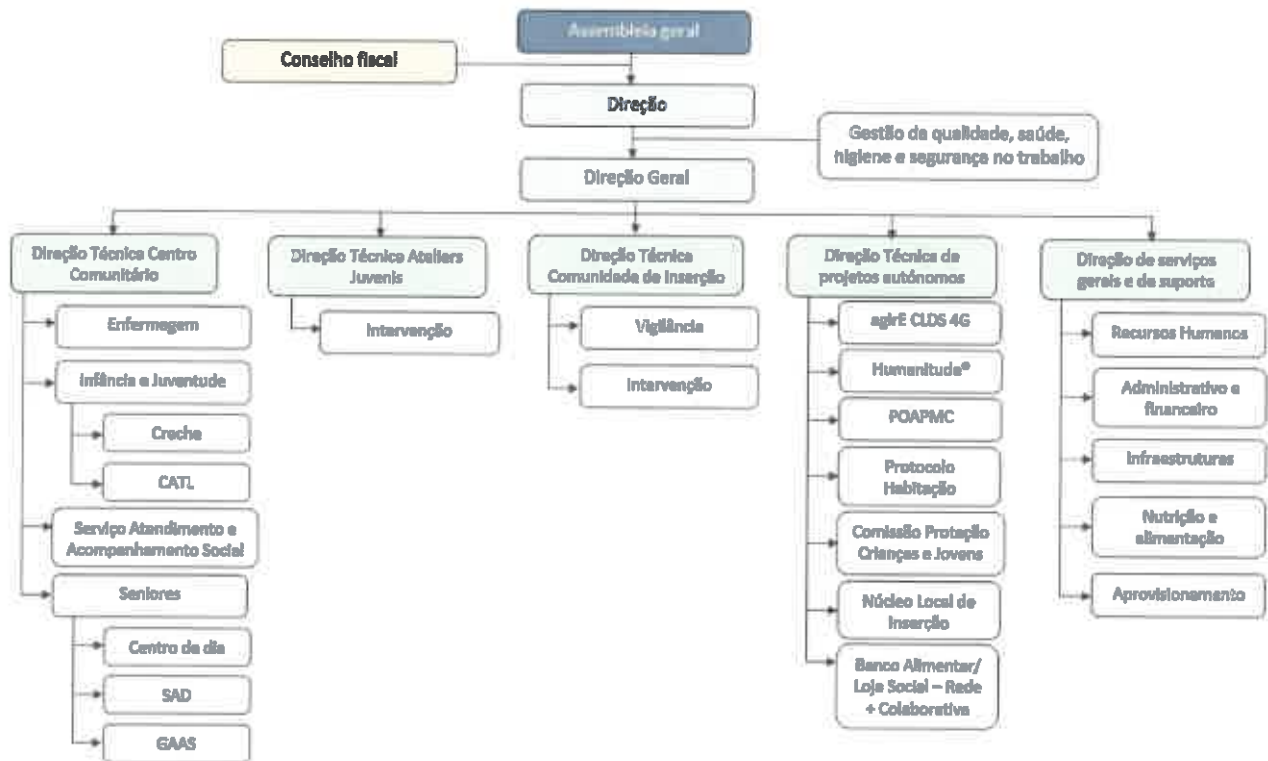 Assembleia geral
Conselho fiscal
Direção
Gestão da qualidade, saúde,
higiene e segurança no trabalho
Direção Geral
Direção Técnica Centro
Comunitário
Enfermagem
Infância e Juventude
Creche
CATL
Serviço Atendimento e
Acompanhamento Social
Seniores
Centro de dia
SAD
GAAS
Direção Técnica Ateliers
Juvenis
Intervenção
Direção Técnica
Comunidade de Inserção
Vigilância
Intervenção
Direção Técnica de
projetos autónomos
agirE CLDS 4G
Humanitude®
POAPMC
Protocolo
Habitação
Comissão Proteção
Crianças e Jovens
Núcleo Local de
Inserção
Banco Alimentar/
Loja Social – Rede
+ Colaborativa
Direção de serviços
gerais e de suporte
Recursos Humanos
Administrativo e
financeiro
Infraestruturas
Nutrição e
alimentação
Aprovisionamento